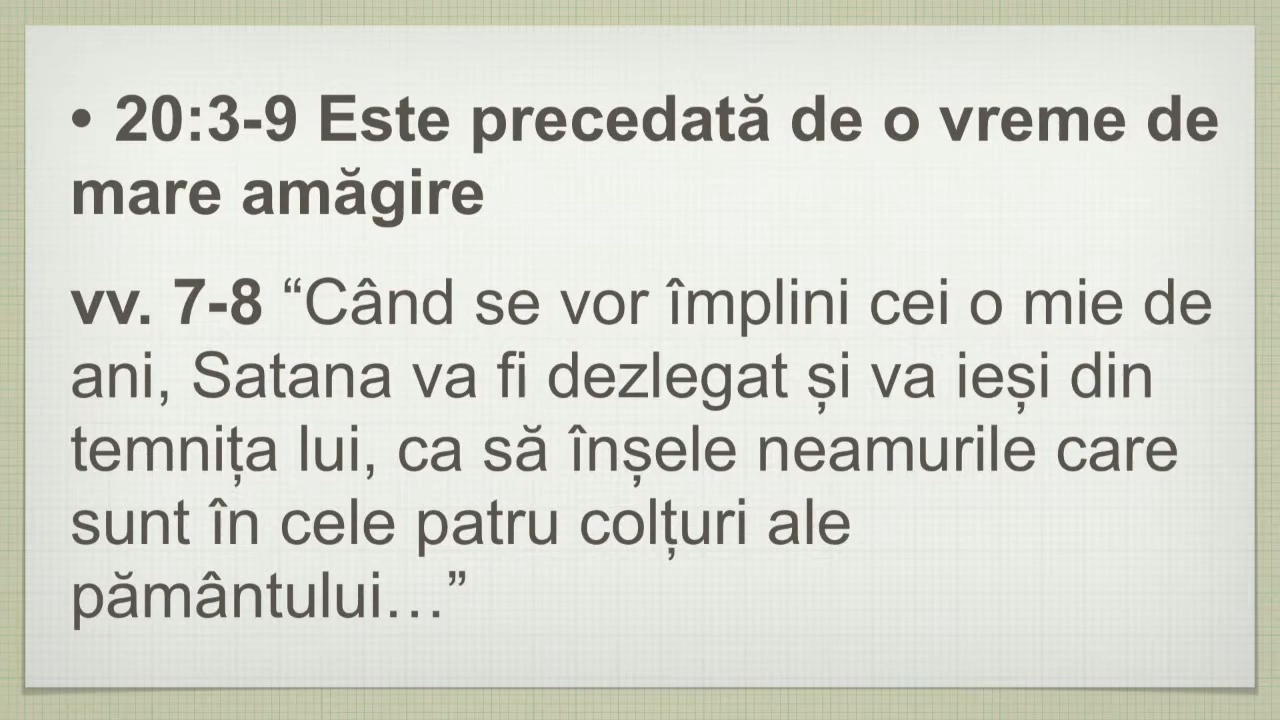 • 20:3-9 Este precedată de o vreme de
mare amăgire
vv. 7-8 “Când se vor împlini cei o mie de
ani, Satana va fi dezlegat și va ieși din
temnița lui, ca să înșele neamurile care
sunt în cele patru colțuri ale
pământului…”